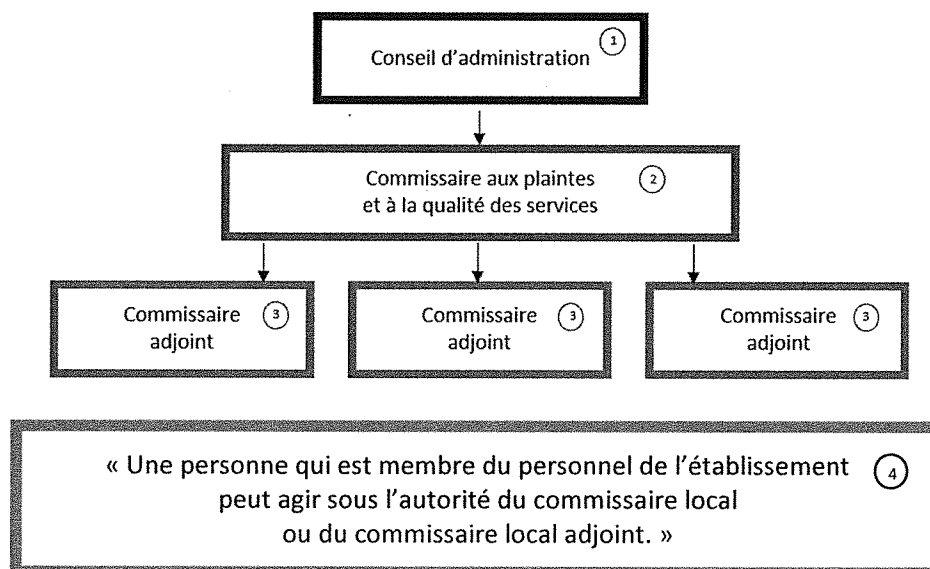 Conseil d'administration 1
Commissaire aux plaintes 2
et à la qualité des services
Commissaire 3
adjoint
Commissaire 3
adjoint
Commissaire 3
adjoint
« Une personne qui est membre du personnel de l'établissement 4
peut agir sous l'autorité du commissaire local
ou du commissaire local adjoint. »